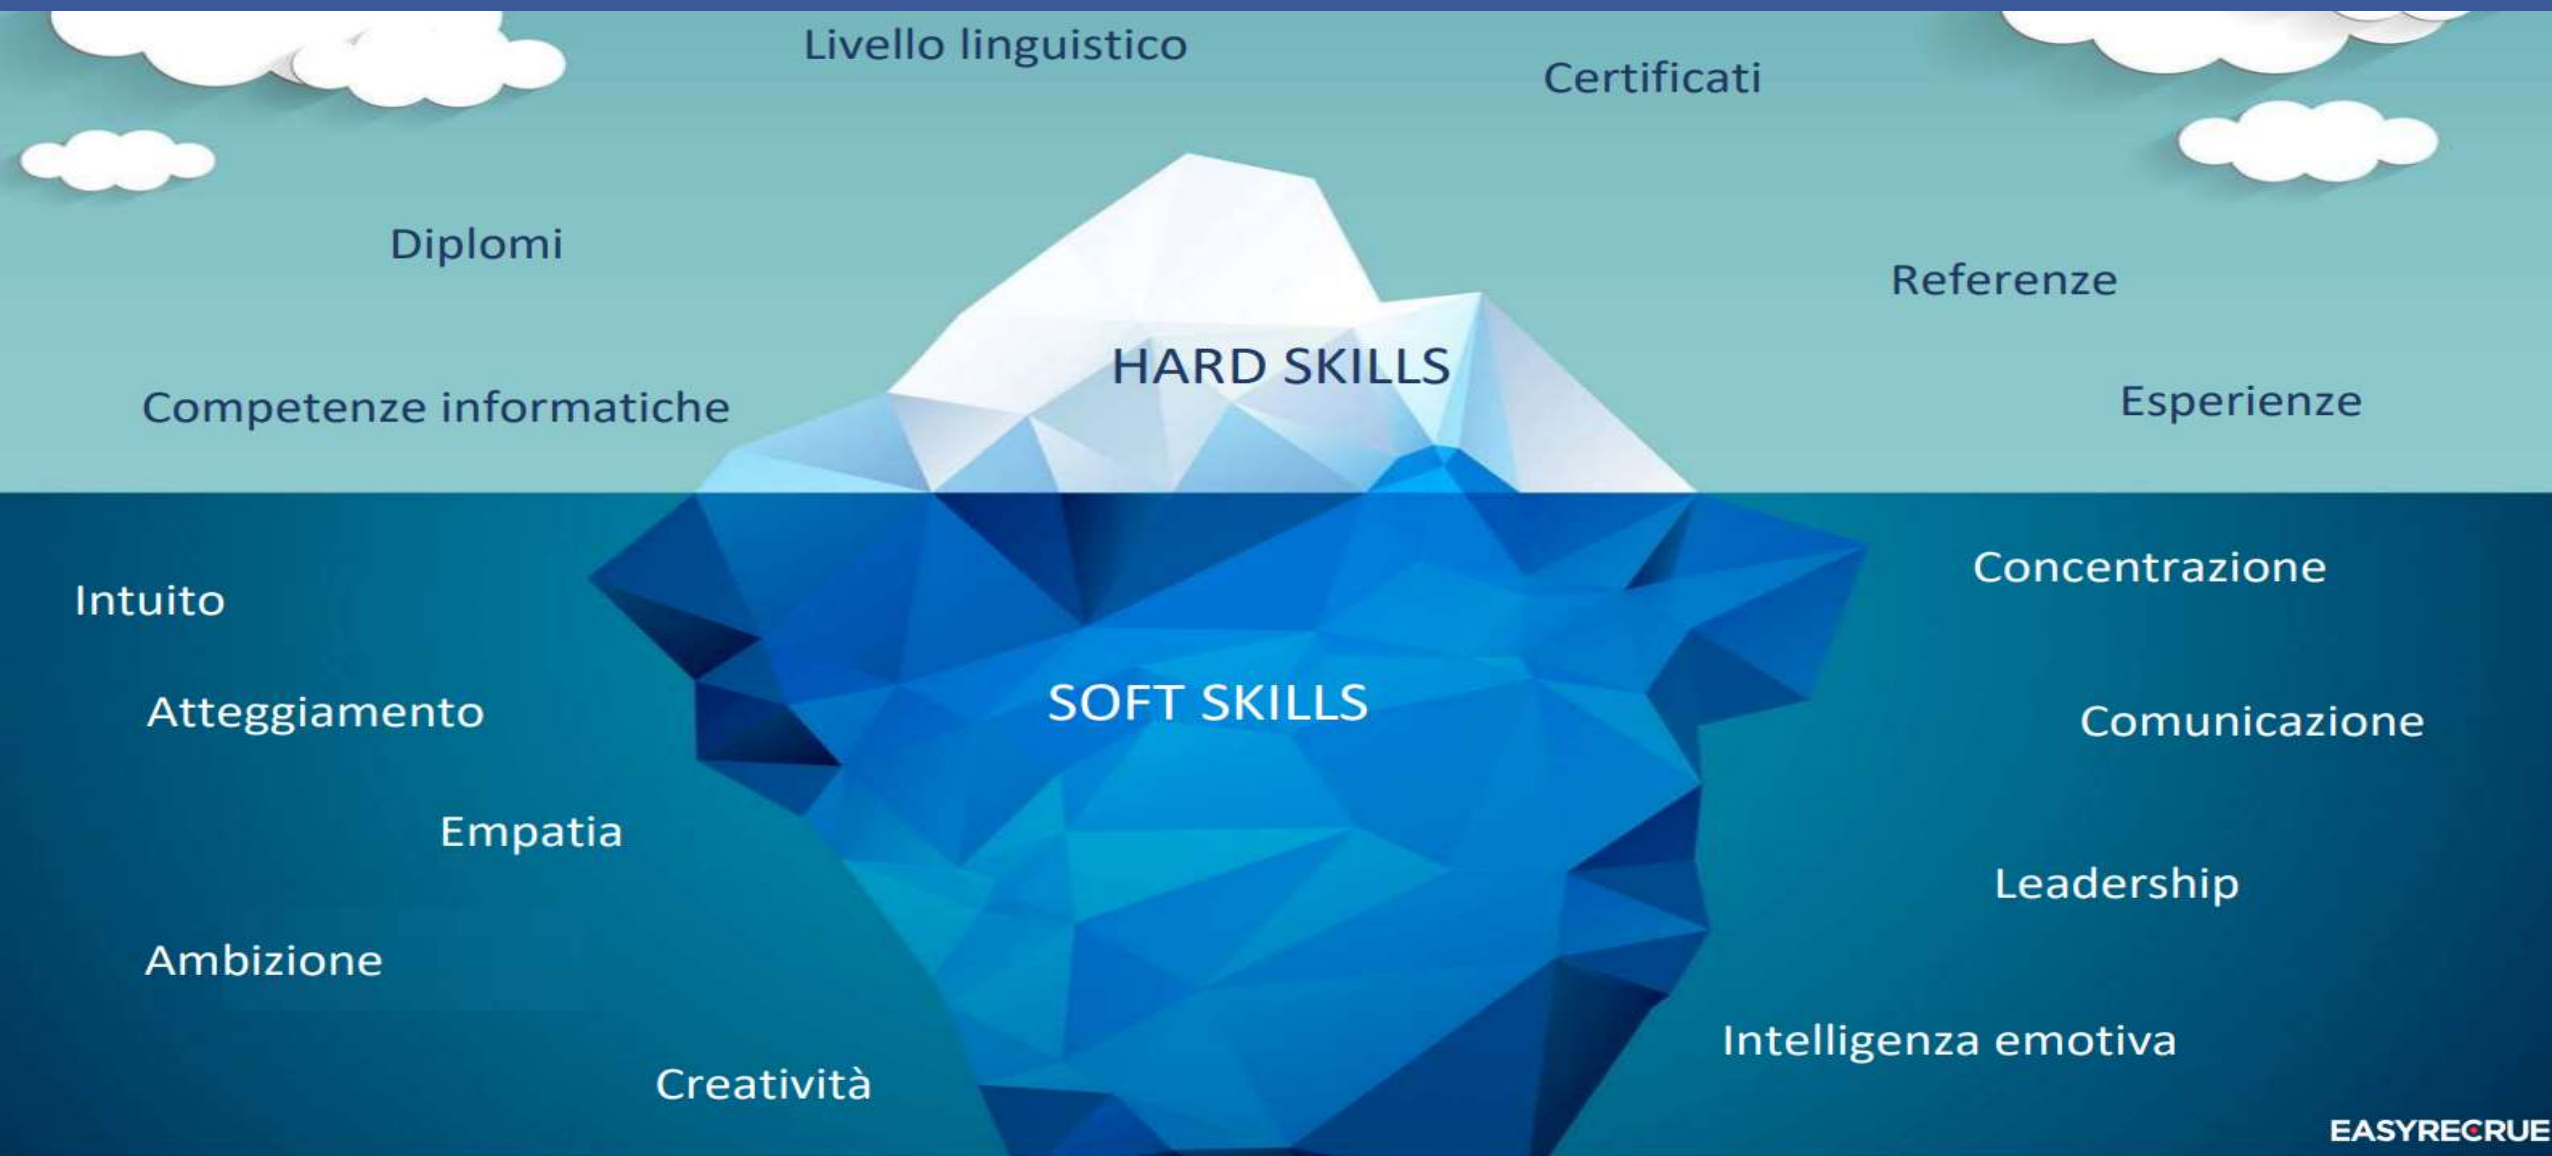 Livello linguistico
Certificati
Diplomi
Referenze
HARD SKILLS
Competenze informatiche
Esperienze
Concentrazione
Intuito
SOFT SKILLS
Atteggiamento
Comunicazione
Empatia
Leadership
Ambizione
Intelligenza emotiva
Creatività
EASYRECRUE